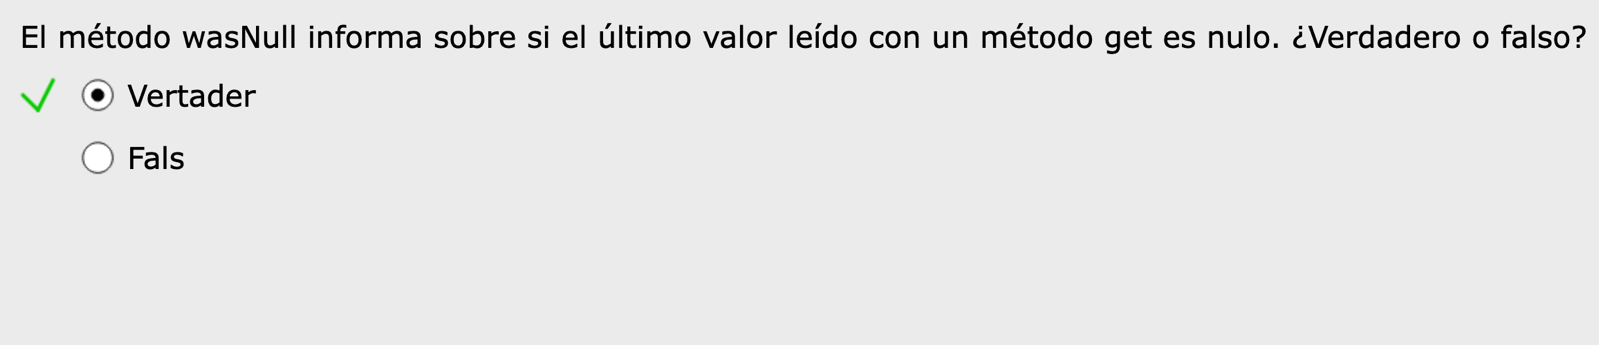 El método wasNull informa sobre si el último valor leído con un método get es nulo. ¿Verdadero o falso?
Vertader
Fals